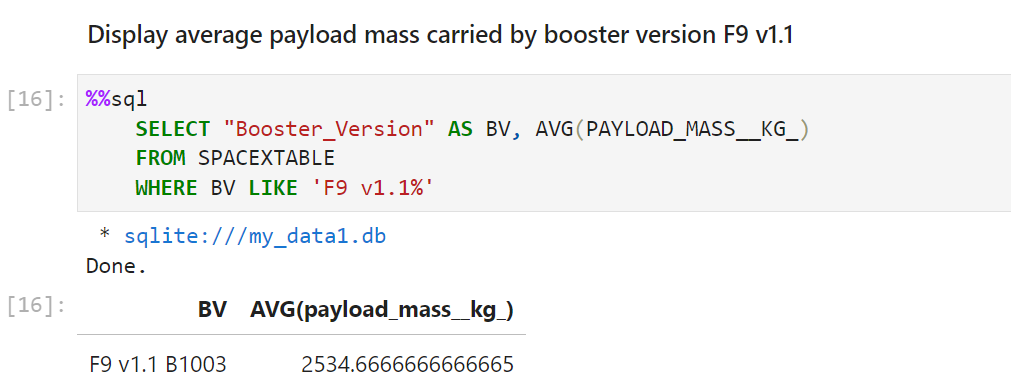 Display average payload mass carried by booster version F9 v1.1
[16]: %%sql
SELECT "Booster_Version" AS BV, AVG(PAYLOAD_MASS__KG_)
FROM SPACEXTABLE
WHERE BV LIKE 'F9 v1.1%'
* sqlite:///my_data1.db
Done.
[16]: BV AVG(payload_mass__kg_)
F9 v1.1 B1003 2534.6666666666665